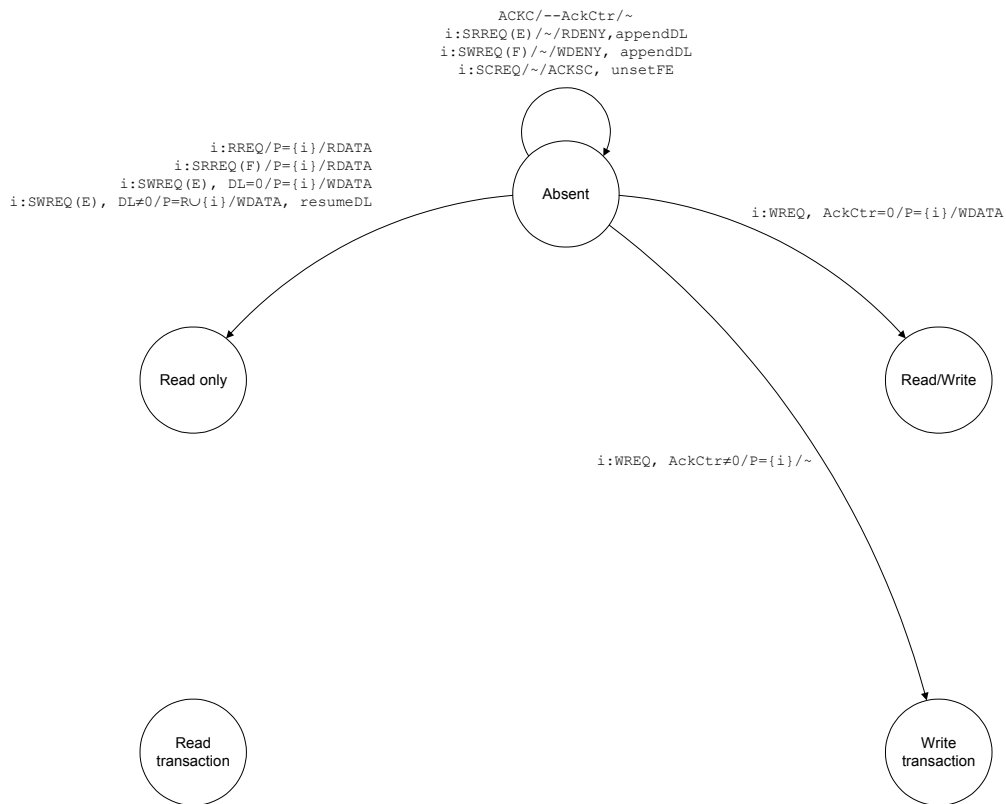 ACKC/--AckCtr/~
i:SRREQ(E)/~/RDENY,appendDL
i:SWREQ(F)/~/WDENY, appendDL
i:SCREQ/~/ACKSC, unsetFE
i:RREQ/P={i}/RDATA
i:SRREQ(F)/P={i}/RDATA
i:SWREQ(E), DL=0/P={i}/WDATA
i:SWREQ(E), DL≠0/P=R∪{i}/WDATA, resumeDL
Absent
i:WREQ, AckCtr=0/P={i}/WDATA
Read only
Read/Write
i:WREQ, AckCtr≠0/P={i}/~
Read
transaction
Write
transaction